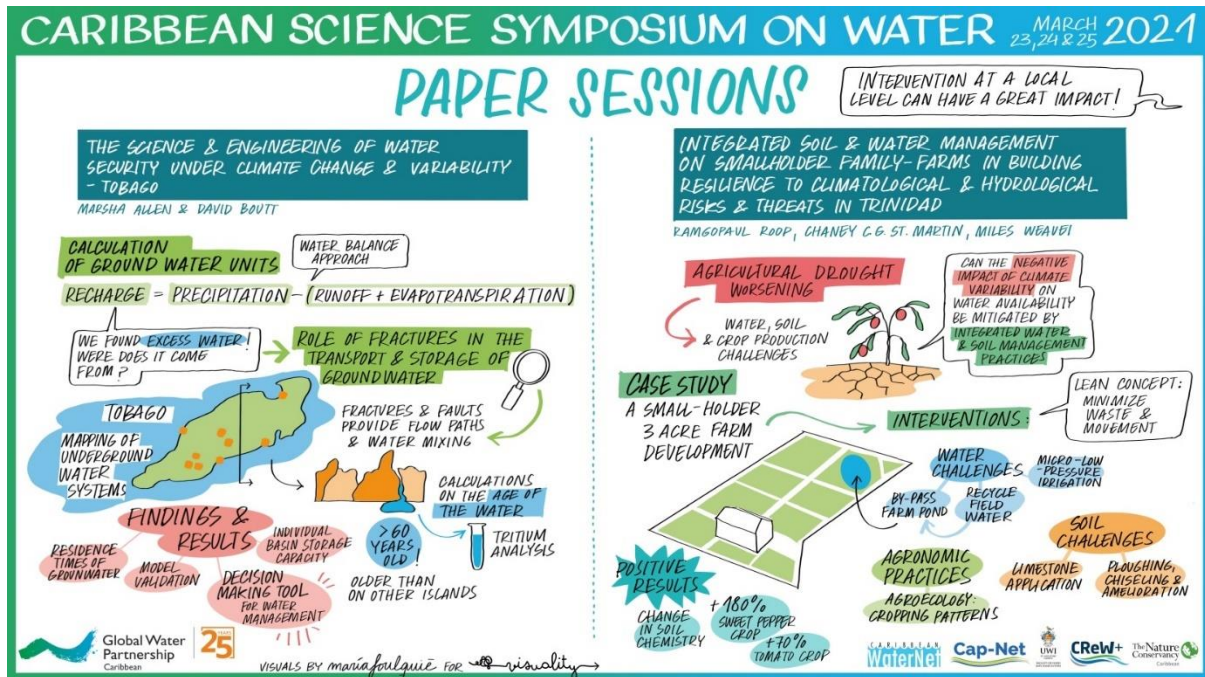 CARIBBEAN SCIENCE SYMPOSIUM ON WATER
MARCH
23,24 & 25
2021
PAPER SESSIONS
INTERVENTION AT A LOCAL
LEVEL CAN HAVE A GREAT IMPACT!
THE SCIENCE & ENGINEERING OF WATER
SECURITY UNDER CLIMATE CHANGE & VARIABILITY
- TOBAGO
MARSHA ALLEN & DAVID BOUTT
CALCULATION
OF GROUND WATER UNITS
WATER BALANCE
APPROACH
RECHARGE = PRECIPITATION - (RUNOFF + EVAPOTRANSPIRATION)
WE FOUND EXCESS WATER!
WERE DOES IT COME
FROM?
ROLE OF FRACTURES IN THE
TRANSPORT & STORAGE OF
GROUND WATER
TOBAGO
MAPPING OF
UNDERGROUND
WATER
SYSTEMS
FRACTURES & FAULTS
PROVIDE FLOW PATHS
& WATER MIXING
CALCULATIONS
ON THE AGE OF
THE WATER
>60
YEARS
OLD!
OLDER THAN
ON OTHER ISLANDS
TRITIUM
ANALYSIS
FINDINGS &
RESULTS
RESIDENCE
TIMES OF
GROUNDWATER
MODEL
VALIDATION
INDIVIDUAL
BASIN STORAGE
CAPACITY
DECISION
MAKING TOOL
FOR WATER
MANAGEMENT
INTEGRATED SOIL & WATER MANAGEMENT
ON SMALLHOLDER FAMILY-FARMS IN BUILDING
RESILIENCE TO CLIMATOLOGICAL & HYDROLOGICAL
RISKS & THREATS IN TRINIDAD
RAMGOPAUL ROOP, CHANEY C.G. ST. MARTIN, MILES WEAVEI
AGRICULTURAL DROUGHT
WORSENING
WATER, SOIL
& CROP PRODUCTION
CHALLENGES
CAN THE NEGATIVE
IMPACT OF CLIMATE
VARIABILITY ON
WATER AVAILABILITY
BE MITIGATED BY
INTEGRATED WATER
& SOIL MANAGEMENT
PRACTICES
CASE STUDY
A SMALL-HOLDER
3 ACRE FARM
DEVELOPMENT
INTERVENTIONS:
LEAN CONCEPT:
MINIMIZE
WASTE &
MOVEMENT
WATER
CHALLENGES
BY-PASS
FARM POND
RECYCLE
FIELD
WATER
MICRO-LOW-
PRESSURE
IRRIGATION
SOIL
CHALLENGES
LIMESTONE
APPLICATION
PLOUGHING,
CHISELING &
AMELIORATION
AGRONOMIC
PRACTICES
AGROECOLOGY:
CROPPING PATTERNS
POSITIVE
RESULTS
CHANGE
IN SOIL
CHEMISTRY
+180%
SWEET PEPPER
CROP
+70%
TOMATO CROP
Global Water
Partnership
Caribbean
25
YEARS
VISUALS BY maríafoulquié FOR visuality
CARIBBEAN
WaterNet
Cap-Net
UWI
CReW+
The Nature
Conservancy
Caribbean